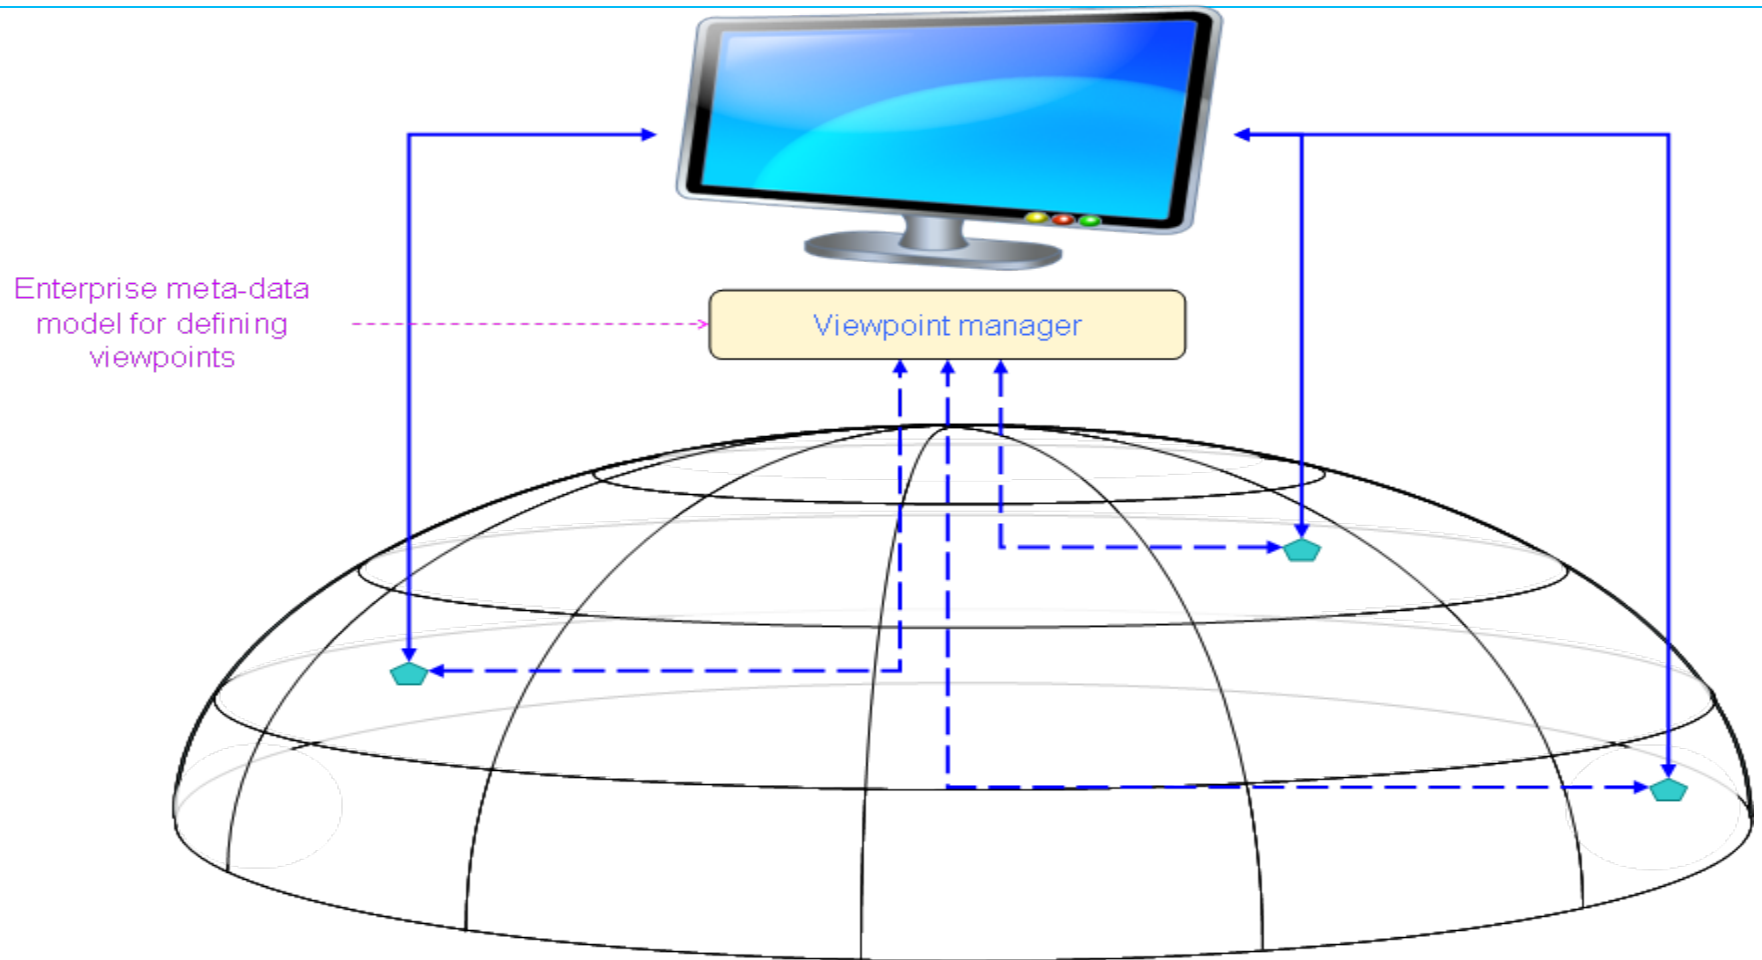 Enterprise meta-data
model for defining
viewpoints
Viewpoint manager